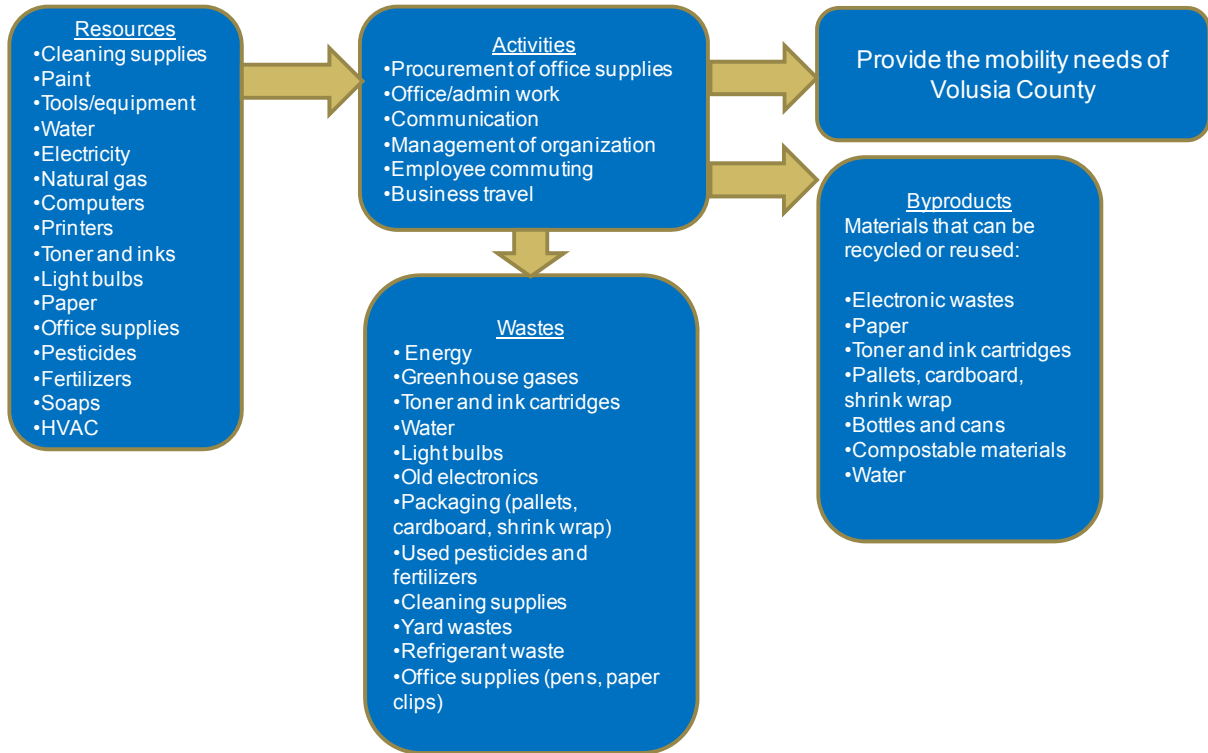 Resources
•Cleaning supplies
•Paint
•Tools/equipment
•Water
•Electricity
•Natural gas
•Computers
•Printers
•Toner and inks
•Light bulbs
•Paper
•Office supplies
•Pesticides
•Fertilizers
•Soaps
•HVAC
Activities
•Procurement of office supplies
•Office/admin work
•Communication
•Management of organization
•Employee commuting
•Business travel
Provide the mobility needs of
Volusia County
Byproducts
Materials that can be
recycled or reused:
•Electronic wastes
•Paper
•Toner and ink cartridges
•Pallets, cardboard,
shrink wrap
•Bottles and cans
•Compostable materials
•Water
Wastes
• Energy
•Greenhouse gases
•Toner and ink cartridges
•Water
•Light bulbs
•Old electronics
•Packaging (pallets,
cardboard, shrink wrap)
•Used pesticides and
fertilizers
•Cleaning supplies
•Yard wastes
•Refrigerant waste
•Office supplies (pens, paper
clips)